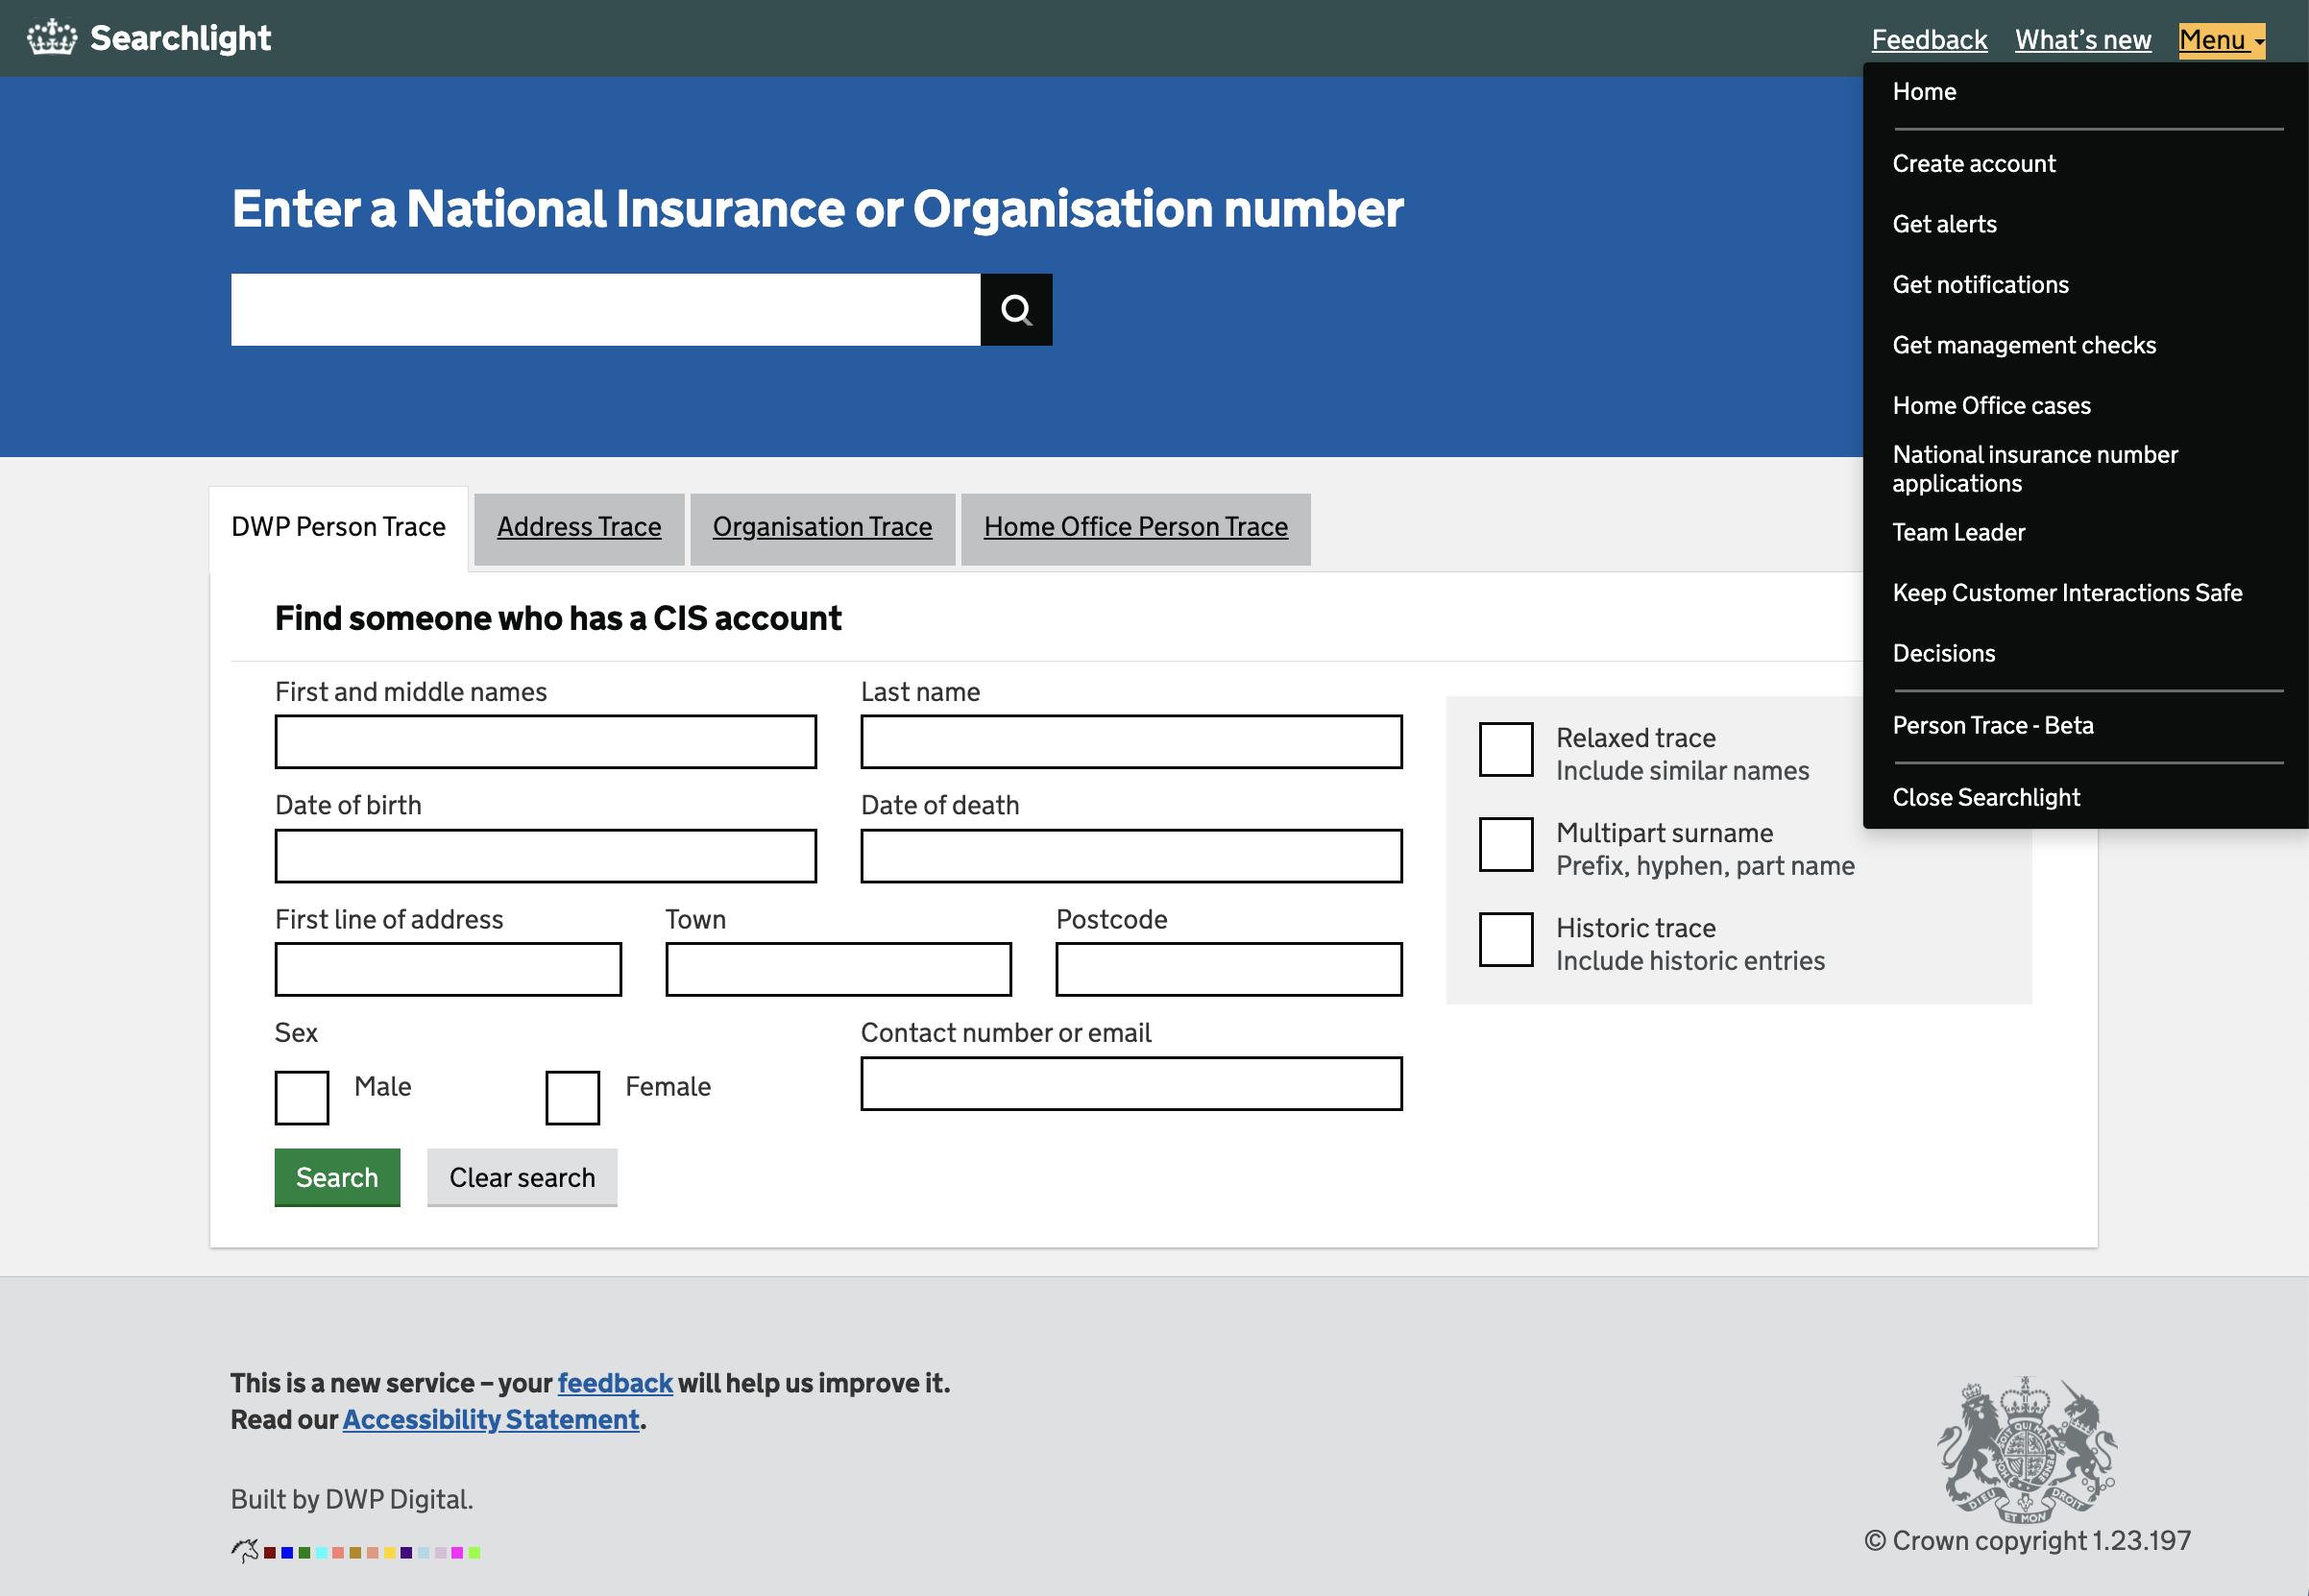 Searchlight
Feedback What's new Menu
Home
Create account
Get alerts
Get notifications
Get management checks
Home Office cases
National insurance number
applications
Team Leader
Keep Customer Interactions Safe
Decisions
Person Trace - Beta
Close Searchlight
Enter a National Insurance or Organisation number
DWP Person Trace Address Trace Organisation Trace Home Office Person Trace
Find someone who has a CIS account
First and middle names Last name
Date of birth Date of death
First line of address Town Postcode
Sex Contact number or email
Male Female
Relaxed trace
Include similar names
Multipart surname
Prefix, hyphen, part name
Historic trace
Include historic entries
Search Clear search
This is a new service – your feedback will help us improve it.
Read our Accessibility Statement.
Built by DWP Digital.
DIEU ET MON DROIT
© Crown copyright 1.23.197